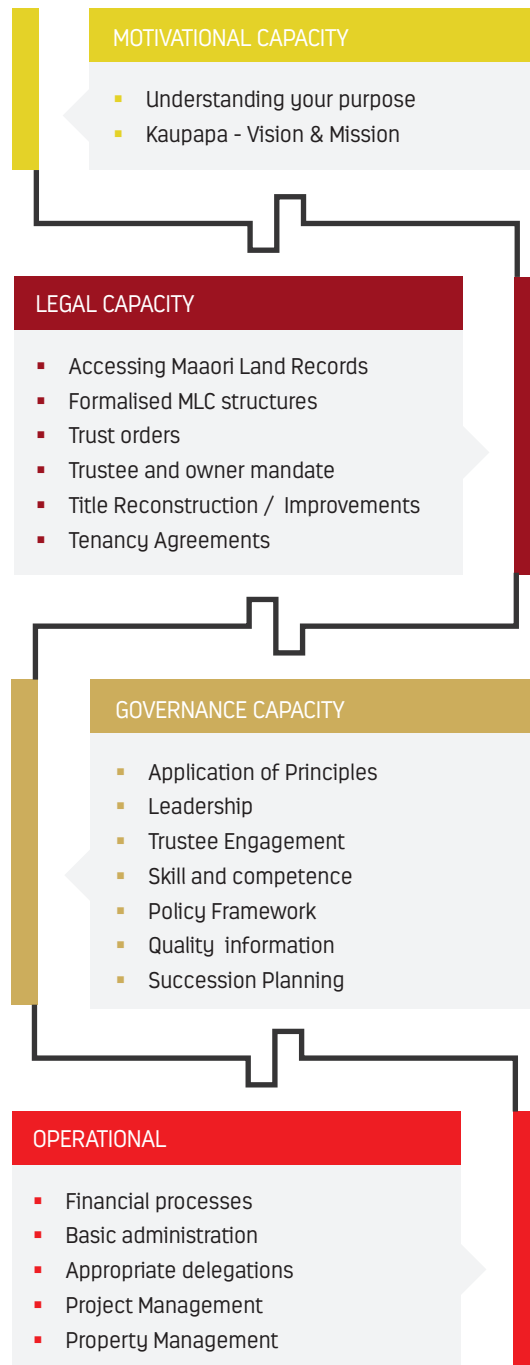 MOTIVATIONAL CAPACITY
▪ Understanding your purpose
▪ Kaupapa - Vision & Mission
LEGAL CAPACITY
▪ Accessing Maaori Land Records
▪ Formalised MLC structures
▪ Trust orders
▪ Trustee and owner mandate
▪ Title Reconstruction / Improvements
▪ Tenancy Agreements
GOVERNANCE CAPACITY
▪ Application of Principles
▪ Leadership
▪ Trustee Engagement
▪ Skill and competence
▪ Policy Framework
▪ Quality information
▪ Succession Planning
OPERATIONAL
▪ Financial processes
▪ Basic administration
▪ Appropriate delegations
▪ Project Management
▪ Property Management